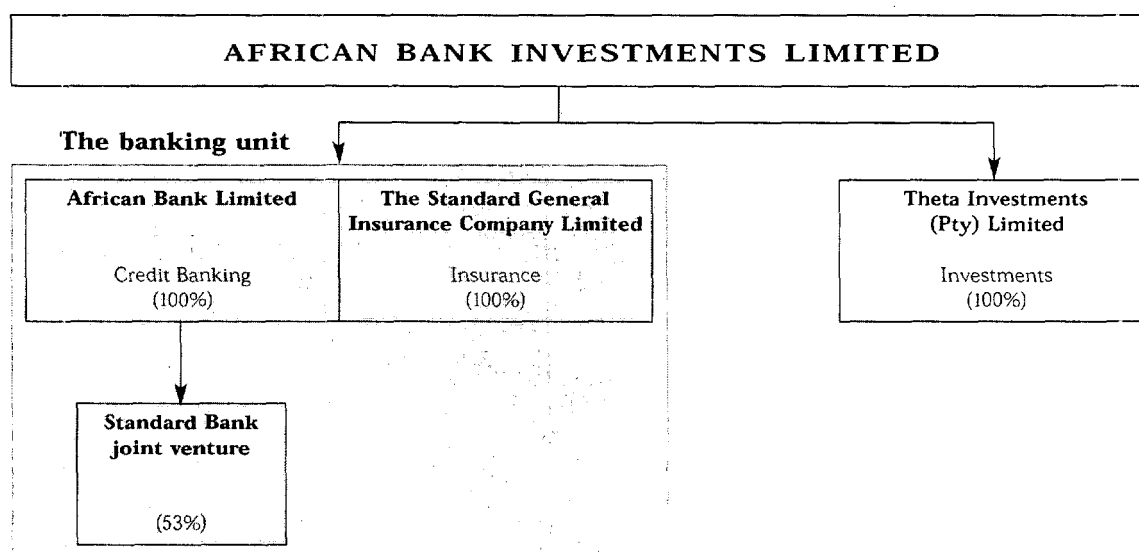 AFRICAN BANK INVESTMENTS LIMITED
The banking unit
African Bank Limited
Credit Banking
(100%)
The Standard General
Insurance Company Limited
Insurance
(100%)
Theta Investments
(Pty) Limited
Investments
(100%)
Standard Bank
joint venture
(53%)